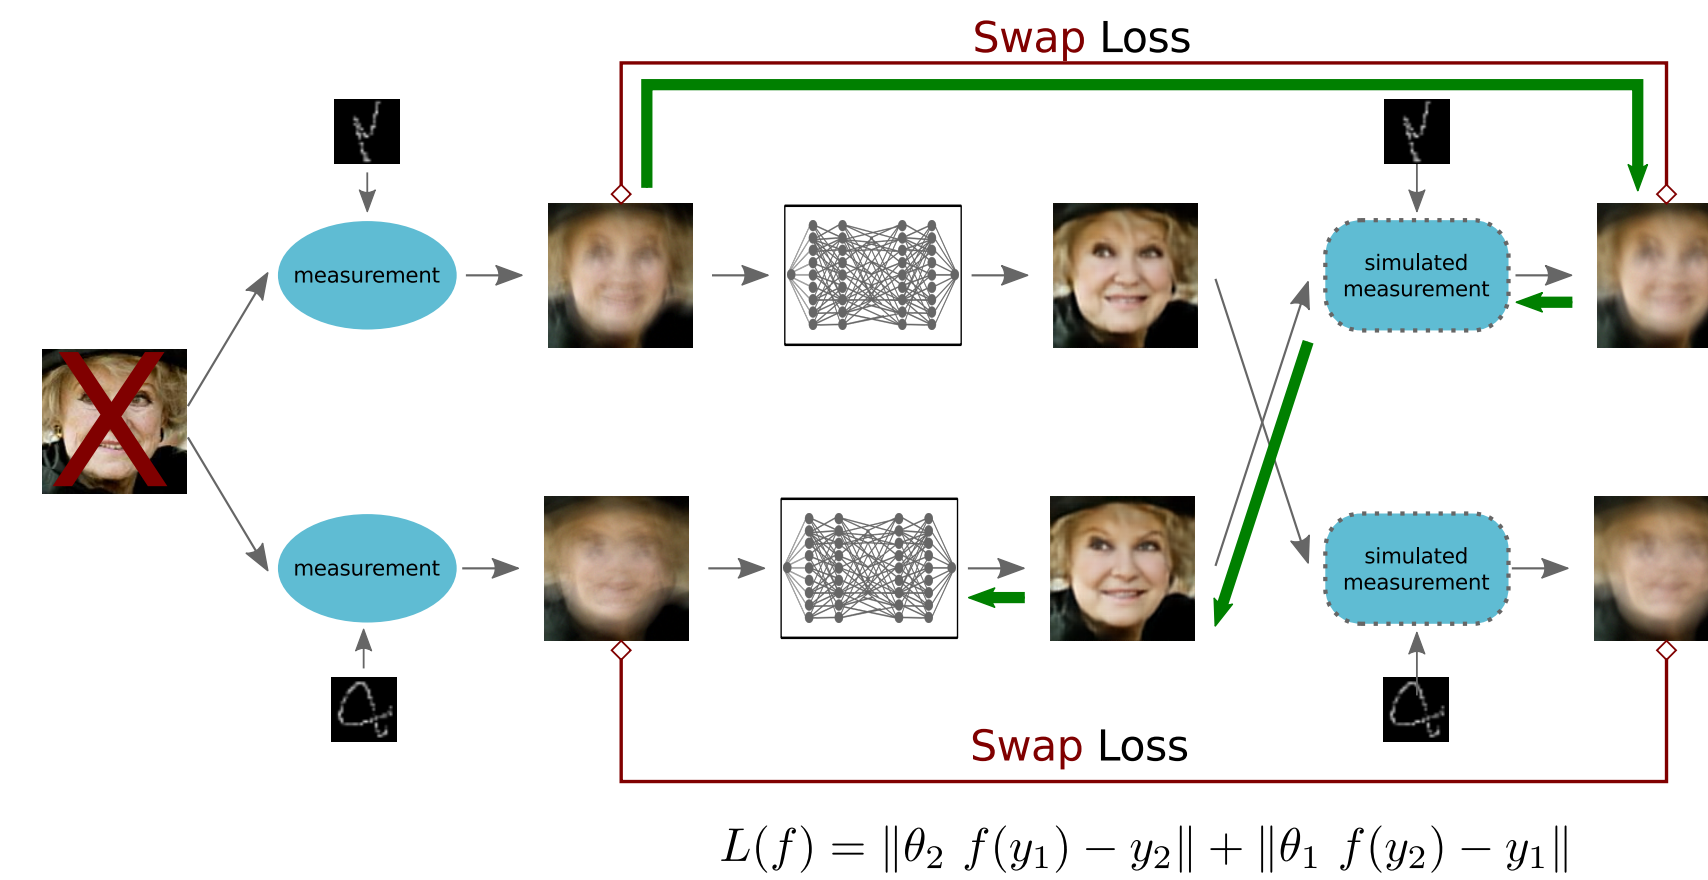 Swap Loss
measurement
simulated
measurement
measurement
simulated
measurement
Swap Loss
L(f) = ‖θ₂ f(y₁) − y₂‖ + ‖θ₁ f(y₂) − y₁‖